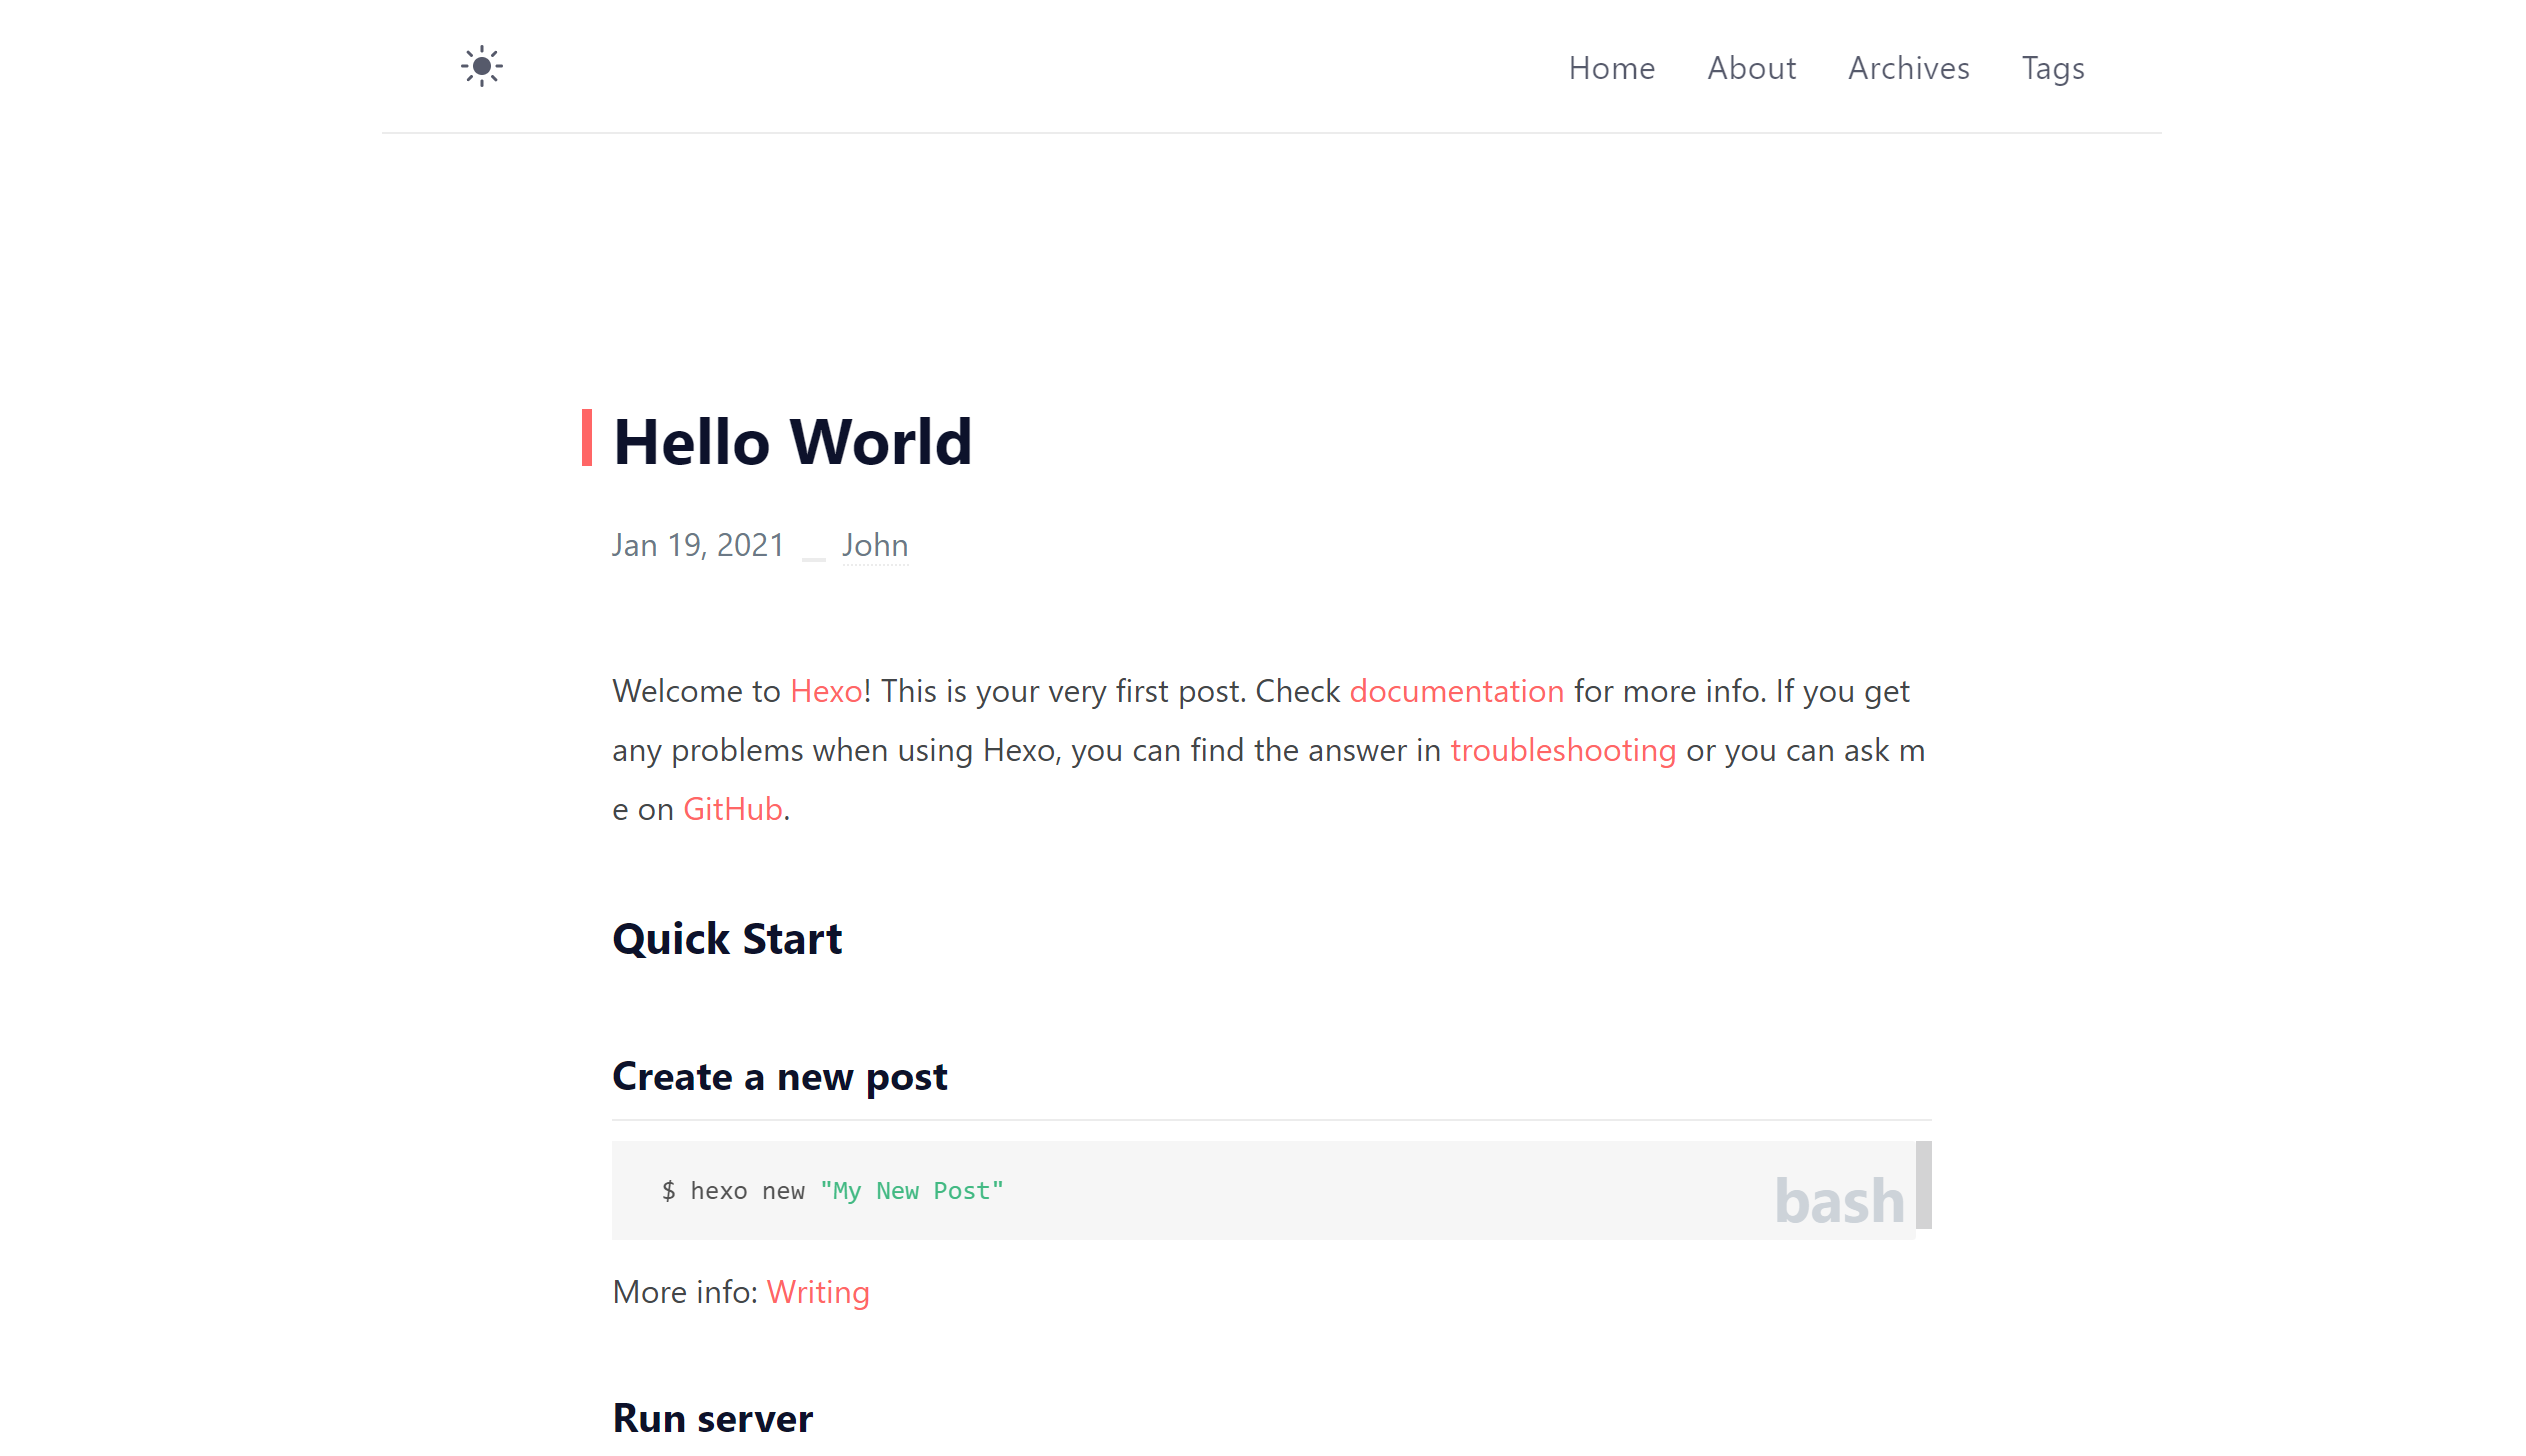 Home About Archives Tags
Hello World
Jan 19, 2021 _ John
Welcome to Hexo! This is your very first post. Check documentation for more info. If you get
any problems when using Hexo, you can find the answer in troubleshooting or you can ask m
e on GitHub.
Quick Start
Create a new post
$ hexo new "My New Post"
bash
More info: Writing
Run server